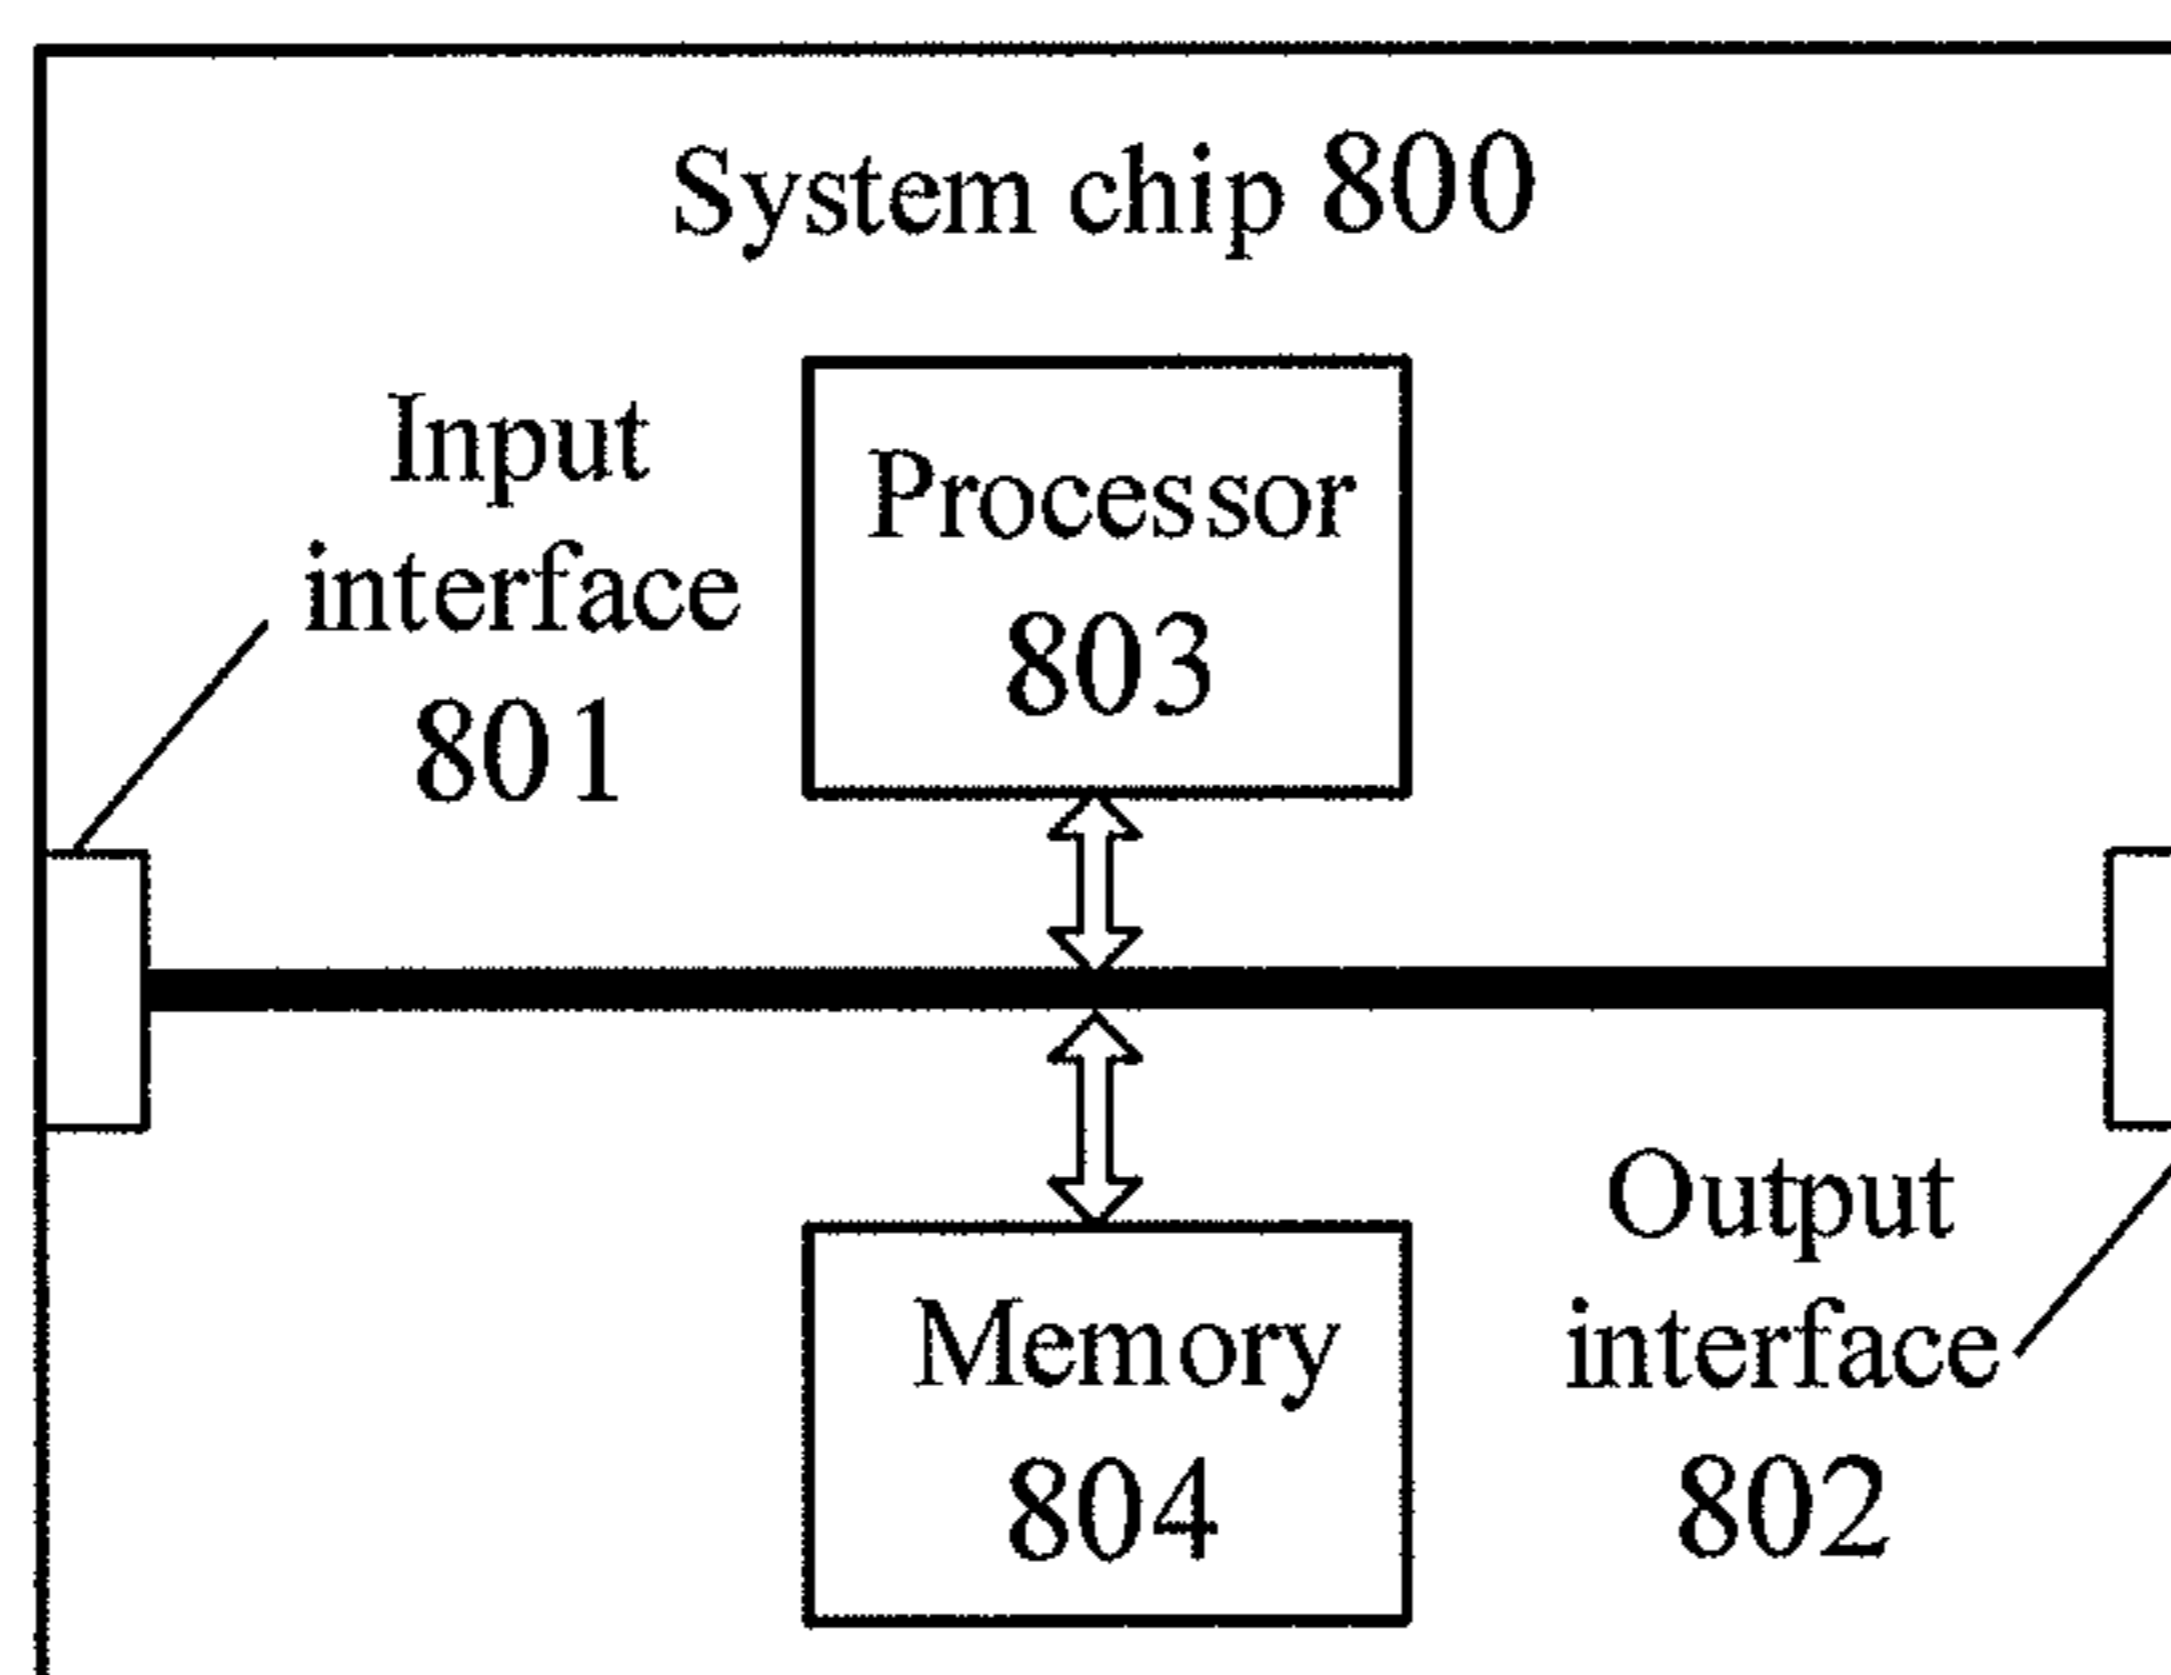 System chip 800
Input
interface
801
Processor
803
Memory
804
Output
interface
802